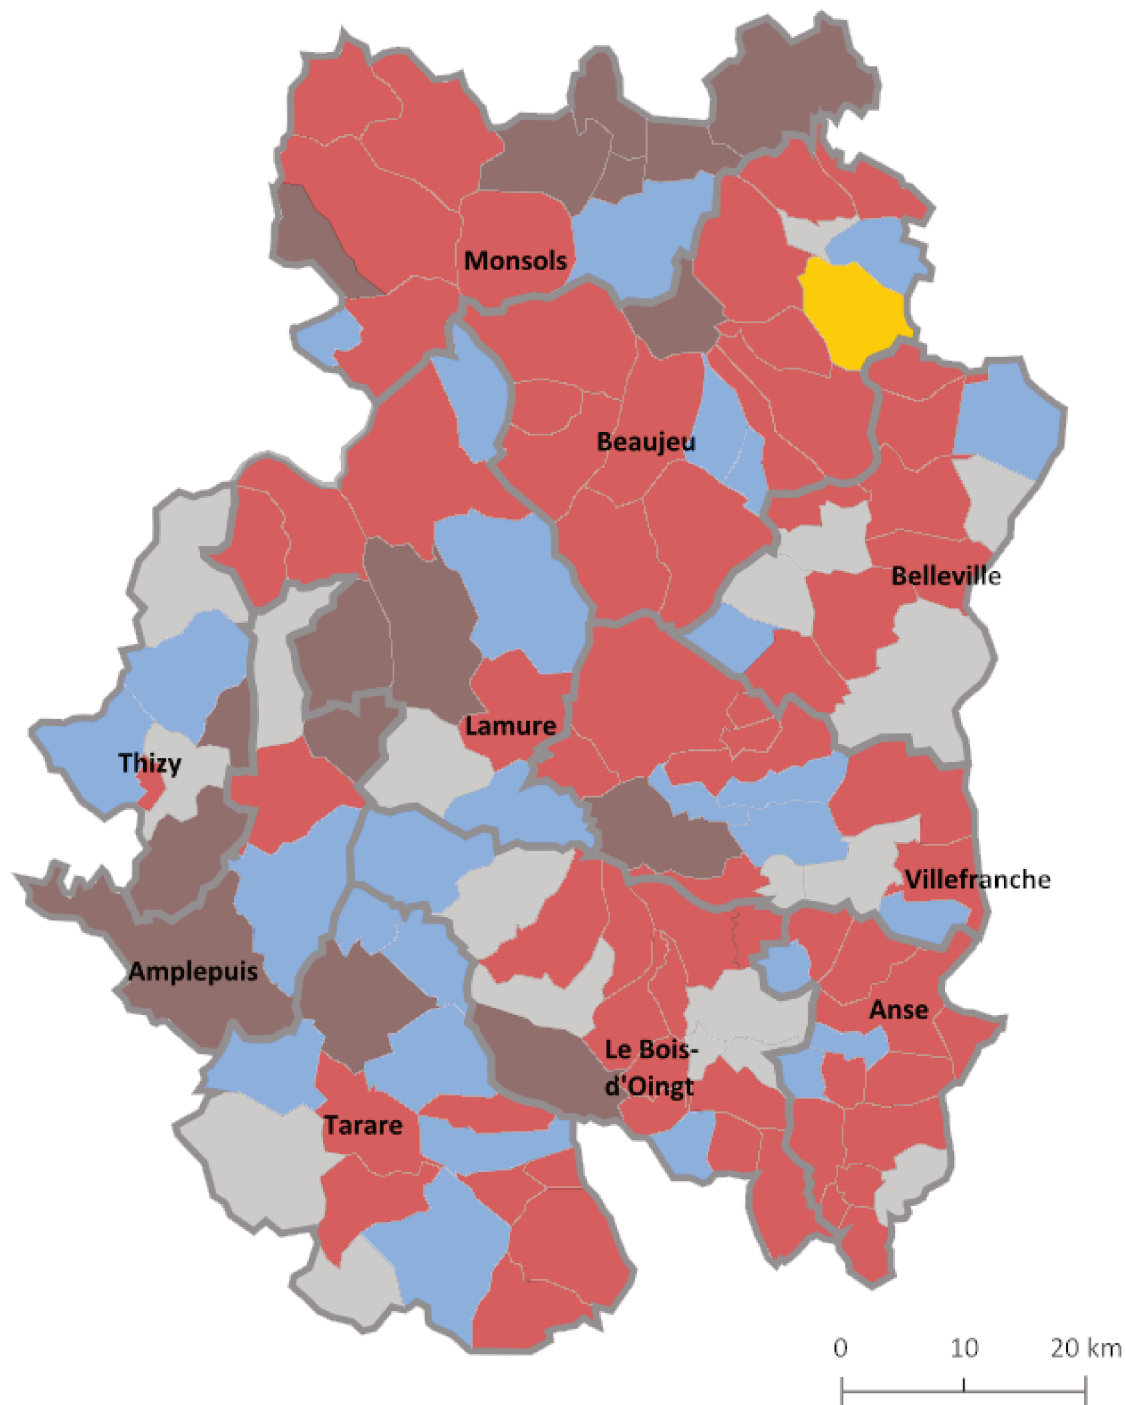 Monsols
Beaujeu
Belleville
Lamure
Thizy
Villefranche
Amplepuis
Anse
Le Bois-
d'Oingt
Tarare
0 10 20 km